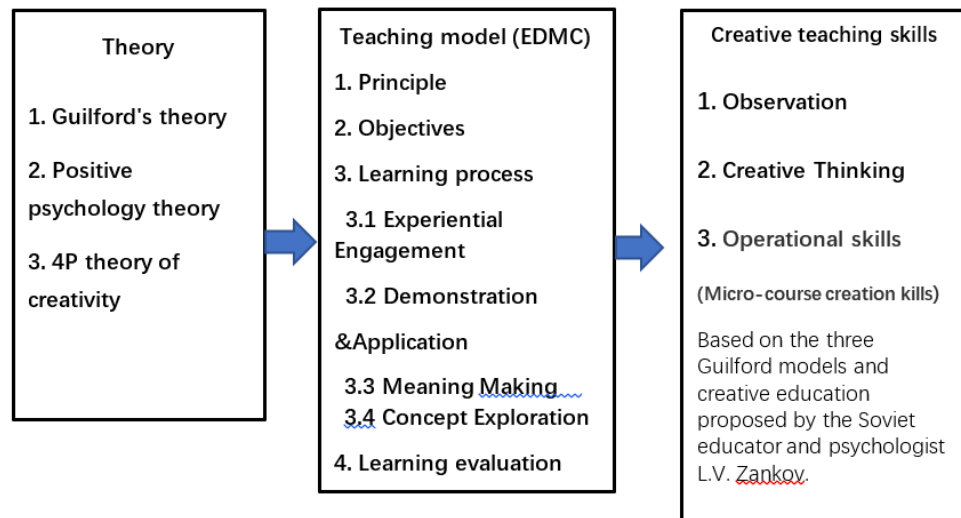 Theory
1. Guilford's theory
2. Positive
psychology theory
3. 4P theory of
creativity
Teaching model (EDMC)
1. Principle
2. Objectives
3. Learning process
3.1 Experiential
Engagement
3.2 Demonstration
&Application
3.3 Meaning Making
3.4 Concept Exploration
4. Learning evaluation
Creative teaching skills
1. Observation
2. Creative Thinking
3. Operational skills
(Micro-course creation kills)
Based on the three
Guilford models and
creative education
proposed by the Soviet
educator and psychologist
L.V. Zankov.